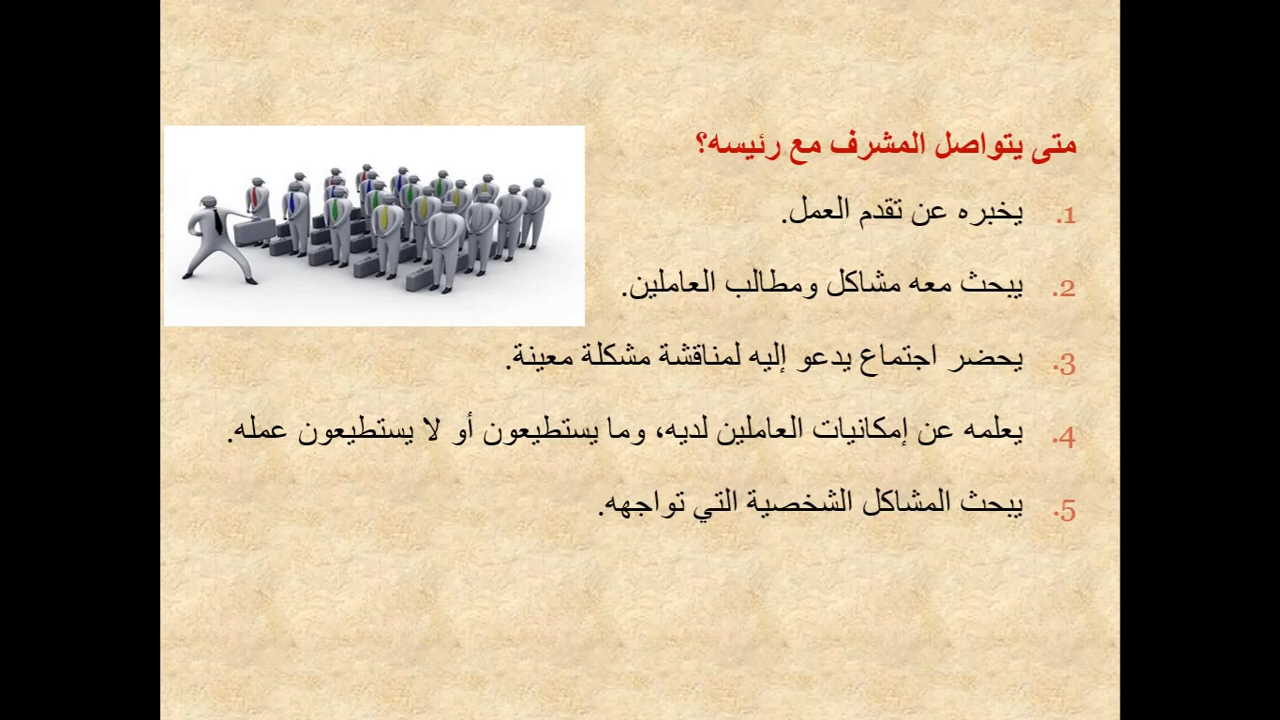 متى يتواصل المشرف مع رئيسه؟
1. يخبره عن تقدم العمل.
2. يبحث معه مشاكل ومطالب العاملين.
3. يحضر اجتماع يدعو إليه لمناقشة مشكلة معينة.
4. يعلمه عن إمكانيات العاملين لديه، وما يستطيعون أو لا يستطيعون عمله.
5. يبحث المشاكل الشخصية التي تواجهه.